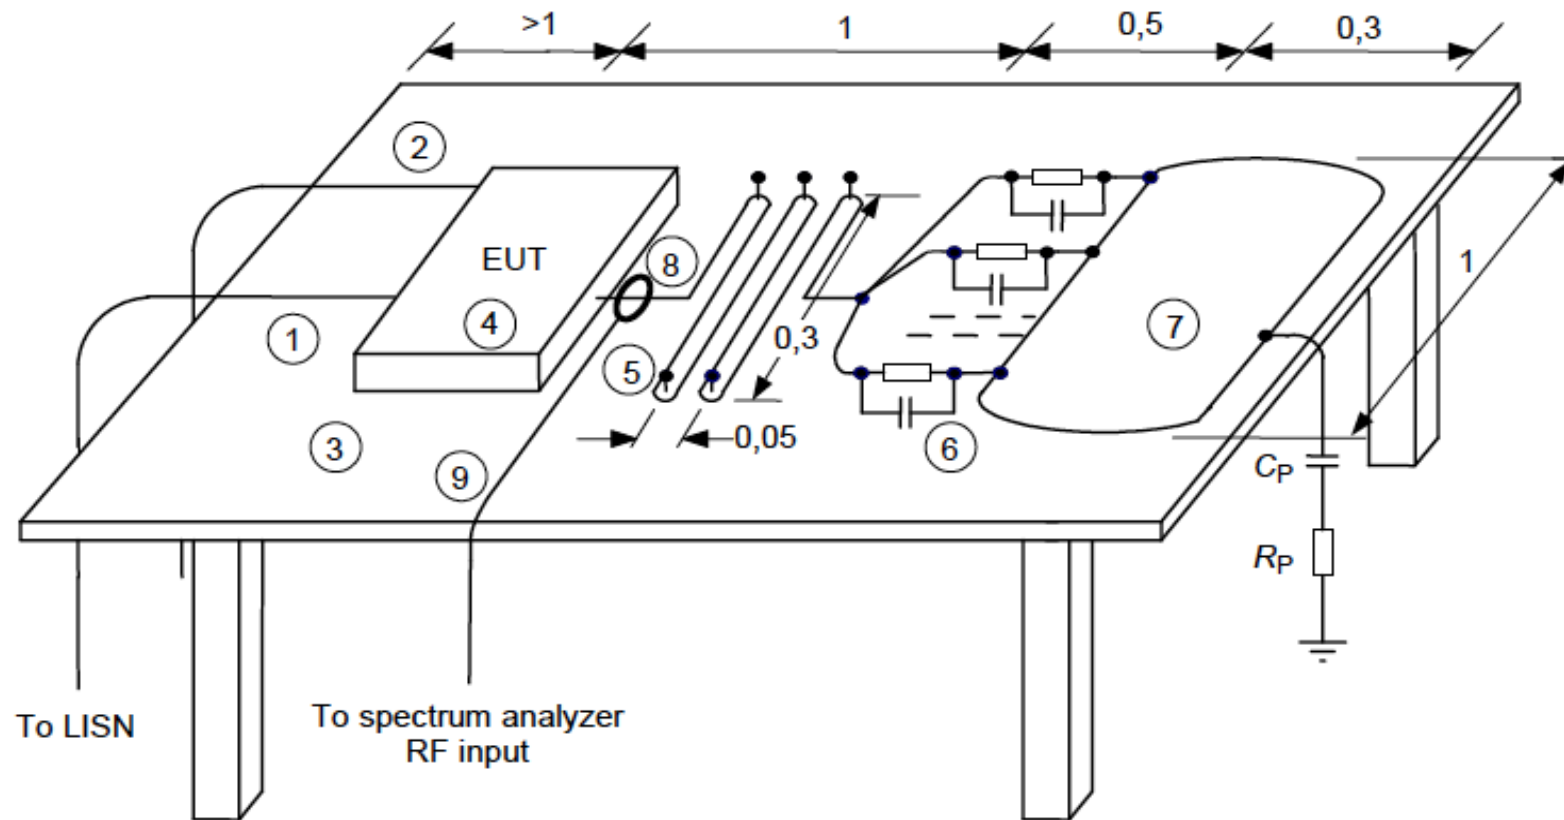 >1
1
0,5
0,3
2
EUT
8
1
1
4
0,3
7
5
3
9
0,05
6
CP
RP
To LISN
To spectrum analyzer
RF input